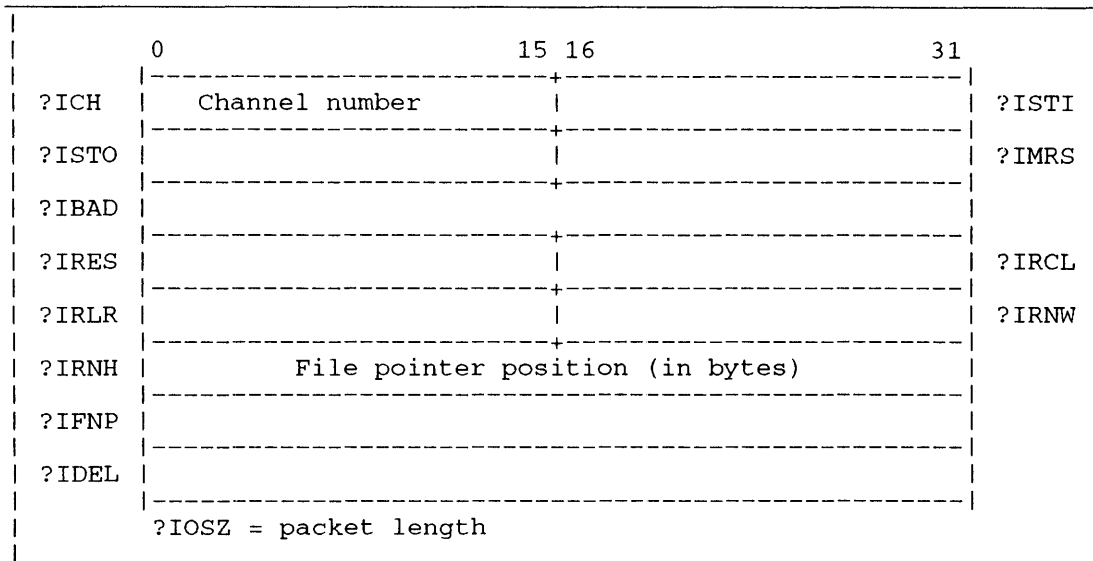 0 15 16 31
?ICH Channel number ?ISTI
?ISTO ?IMRS
?IBAD
?IRES ?IRCL
?IRLR ?IRNW
?IRNH File pointer position (in bytes)
?IFNP
?IDEL
?IOSZ = packet length